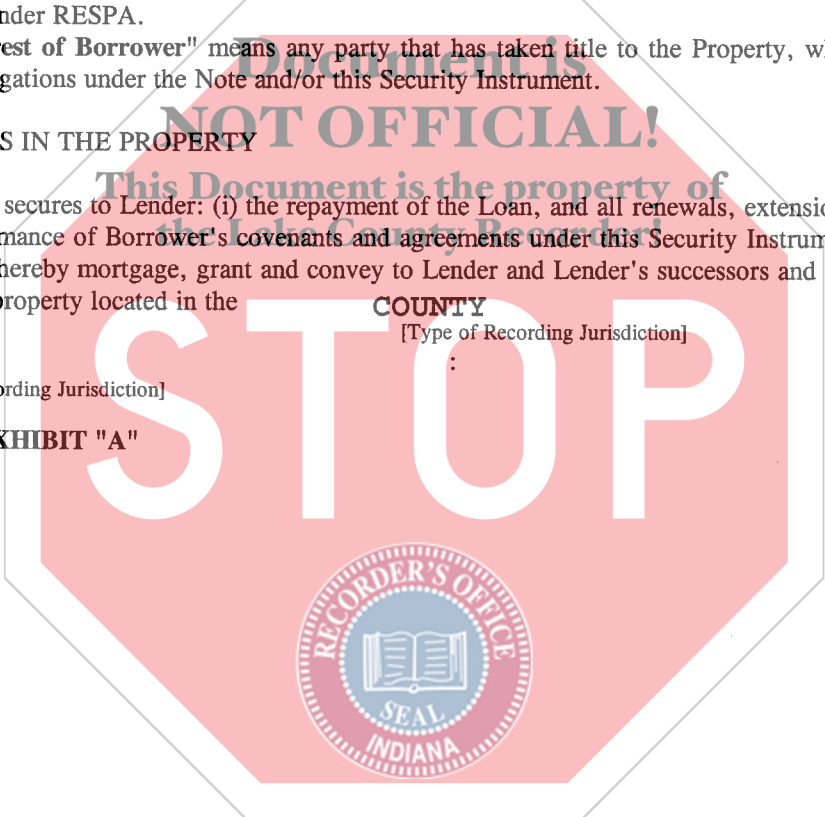 nder RESPA.
est of Borrower" means any party that has taken title to the Property, wh
Document is
gations under the Note and/or this Security Instrument.
NOT OFFICIAL!
S IN THE PROPERTY
This Document is the property of
secures to Lender: (i) the repayment of the Loan, and all renewals, extensio
the Lake County Recorder!
mance of Borrower's covenants and agreements under this Security Instrum
hereby mortgage, grant and convey to Lender and Lender's successors and
property located in the COUNTY
[Type of Recording Jurisdiction]
:
ording Jurisdiction]
XHIBIT "A"
STOP
RECORDER'S OFFICE
SEAL
INDIANA